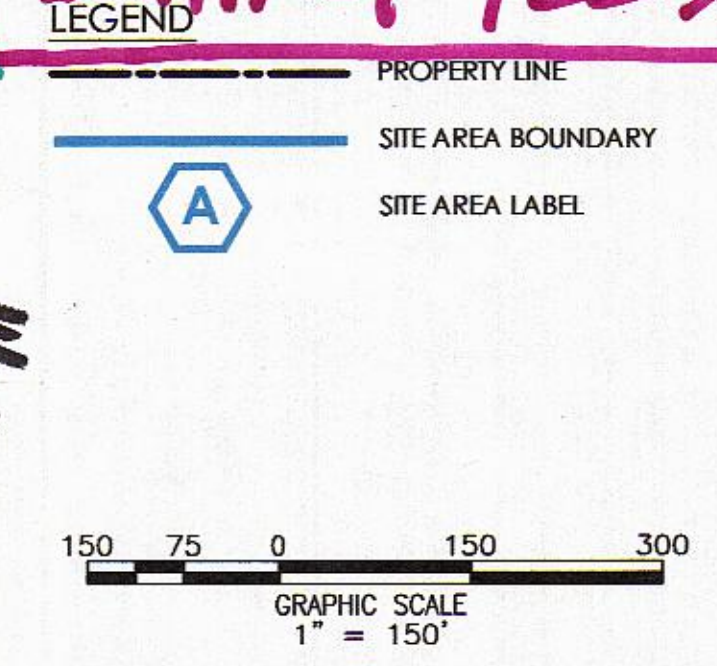 LEGEND
PROPERTY LINE
SITE AREA BOUNDARY
A SITE AREA LABEL
150 75 0 150 300
GRAPHIC SCALE
1" = 150'